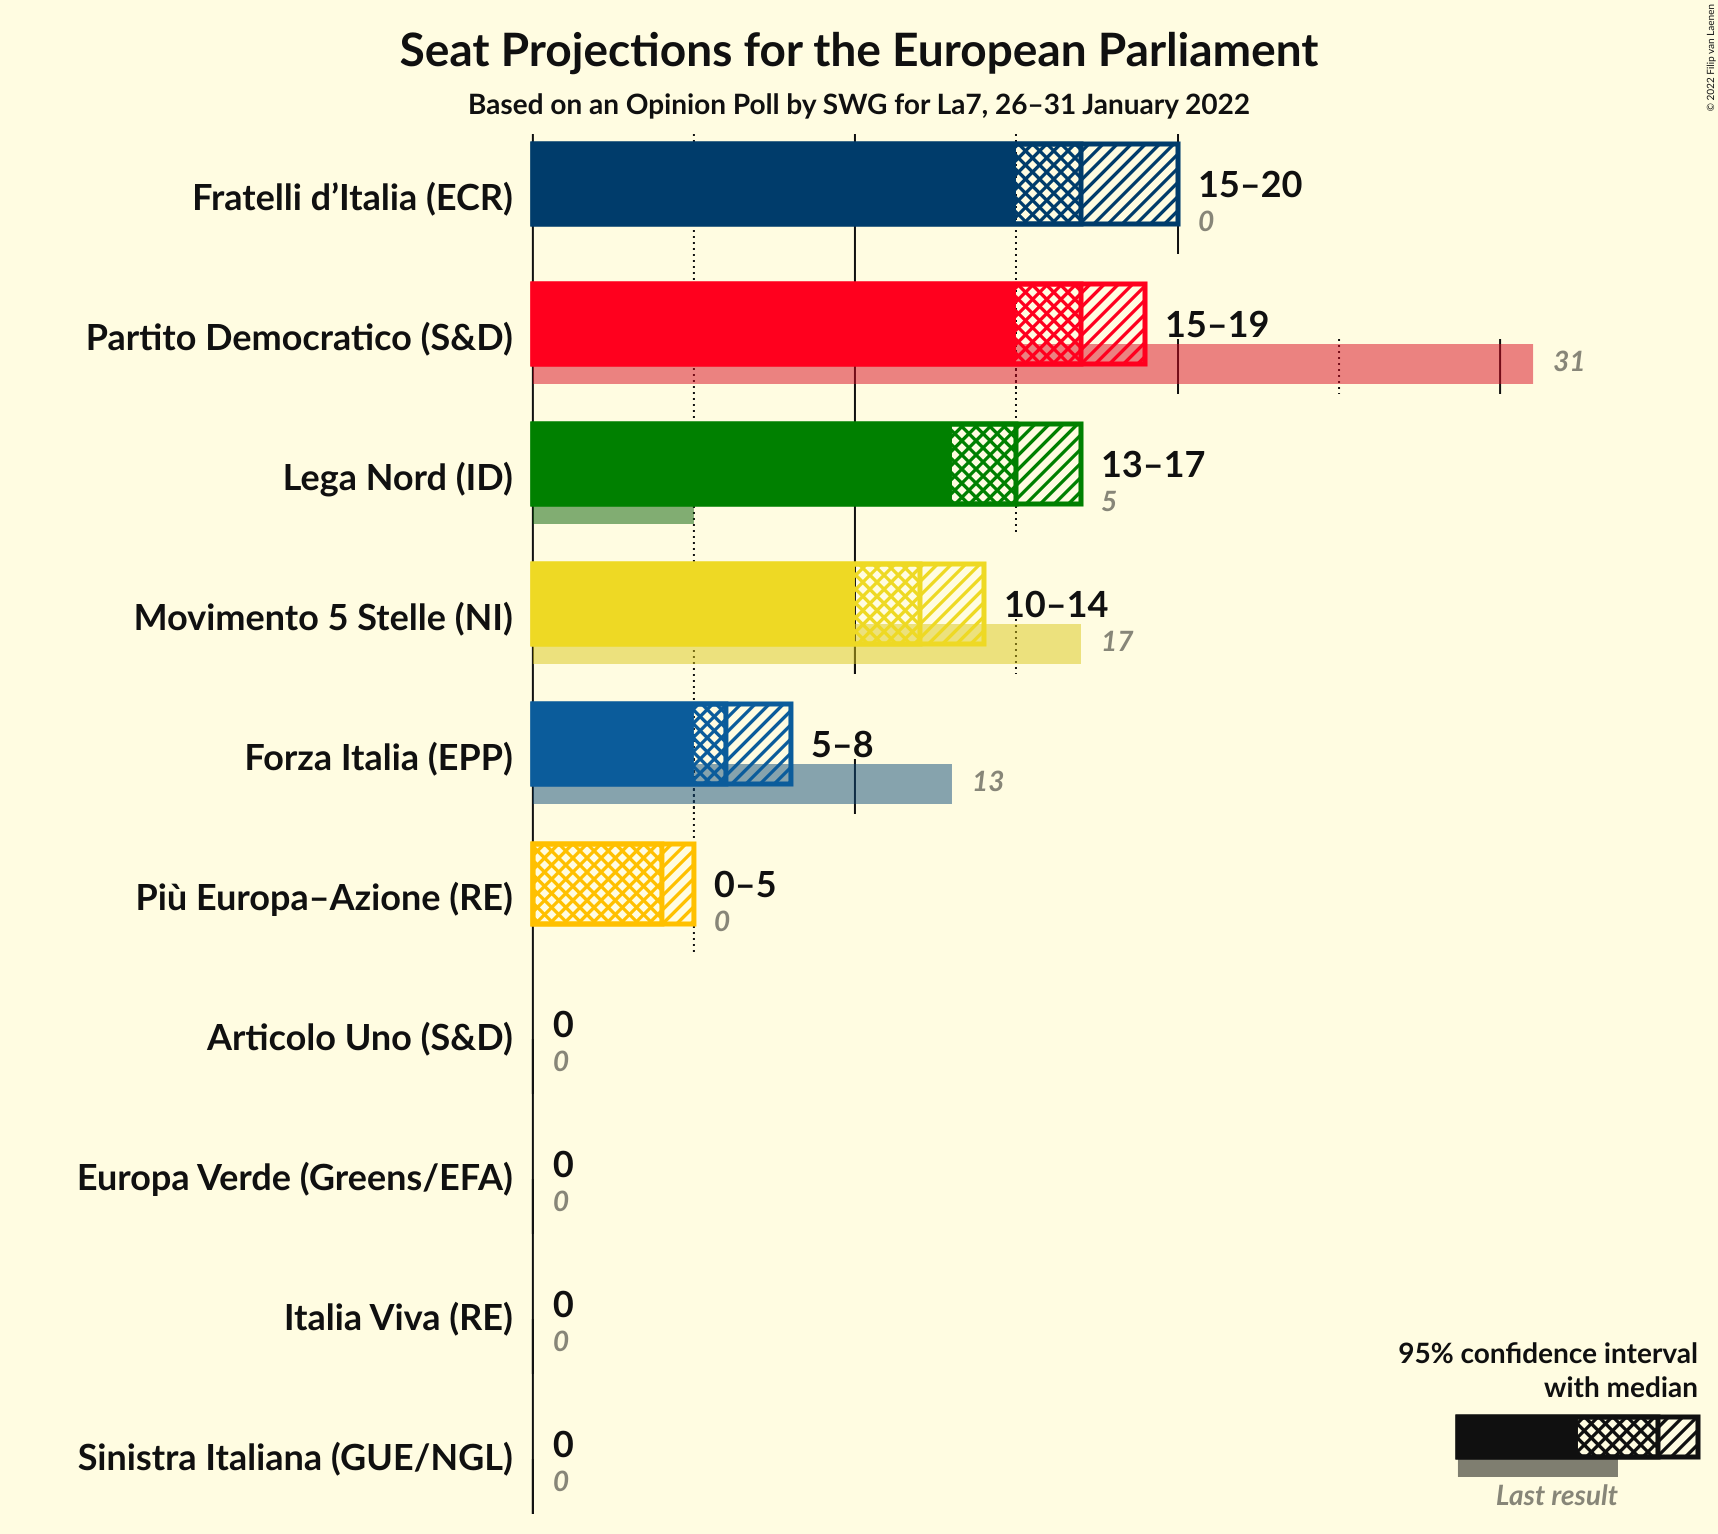 Seat Projections for the European Parliament
Based on an Opinion Poll by SWG for La7, 26–31 January 2022
© 2022 Filip van Laenen
Fratelli d’Italia (ECR)
15–20
0
Partito Democratico (S&D)
15–19
31
Lega Nord (ID)
13–17
5
Movimento 5 Stelle (NI)
10–14
17
Forza Italia (EPP)
5–8
13
Più Europa–Azione (RE)
0–5
0
Articolo Uno (S&D)
0
0
Europa Verde (Greens/EFA)
0
0
Italia Viva (RE)
0
0
Sinistra Italiana (GUE/NGL)
0
0
95% confidence interval
with median
Last result